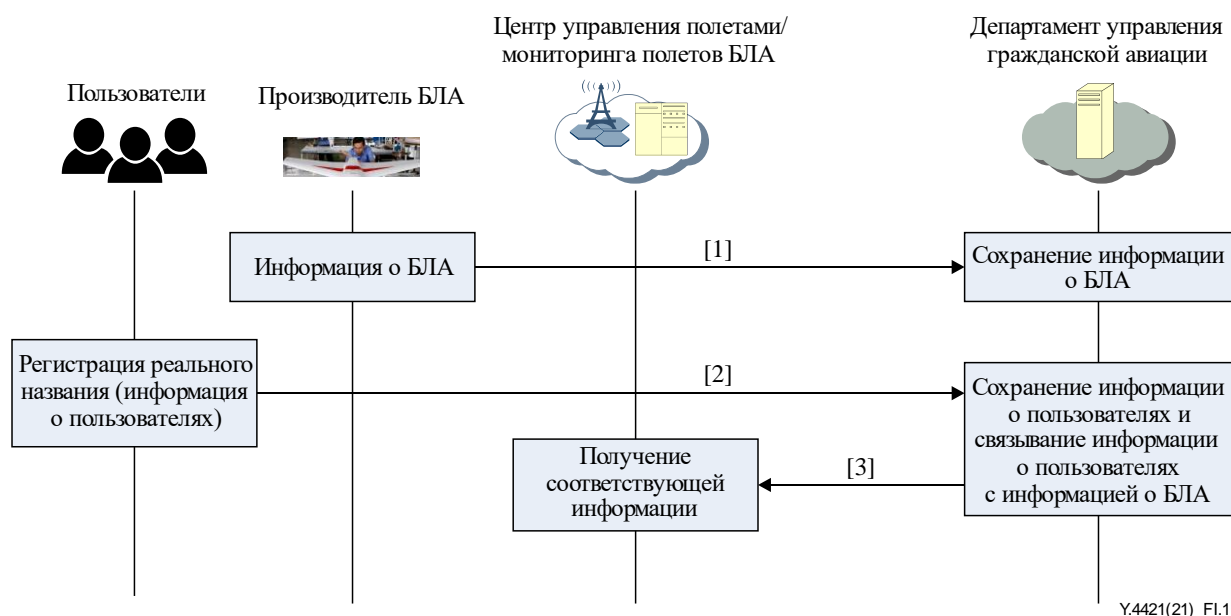 Пользователи
Производитель БЛА
Центр управления полетами/
мониторинга полетов БЛА
Департамент управления
гражданской авиации
Информация о БЛА
[1]
Сохранение информации
о БЛА
Регистрация реального
названия (информация
о пользователях)
[2]
Сохранение информации
о пользователях и
связывание информации
о пользователях
с информацией о БЛА
Получение
соответствующей
информации
[3]
Y.4421(21)_FI.1